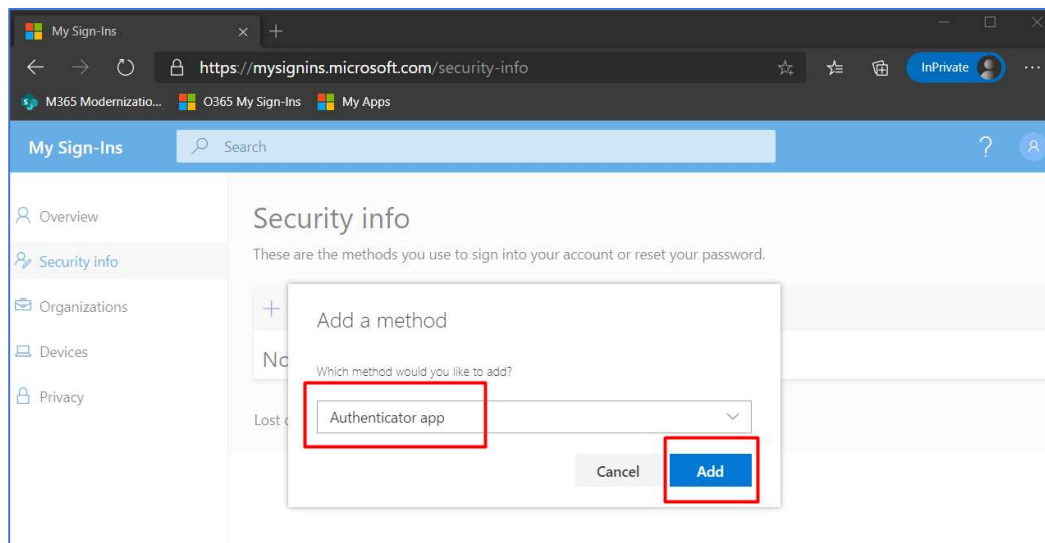 My Sign-Ins
https://mysignins.microsoft.com/security-info
InPrivate
M365 Modernizatio...
O365 My Sign-Ins
My Apps
My Sign-Ins
Search
?
Overview
Security info
Organizations
Devices
Privacy
Security info
These are the methods you use to sign into your account or reset your password.
No
Lost
Add a method
Which method would you like to add?
Authenticator app
Cancel
Add